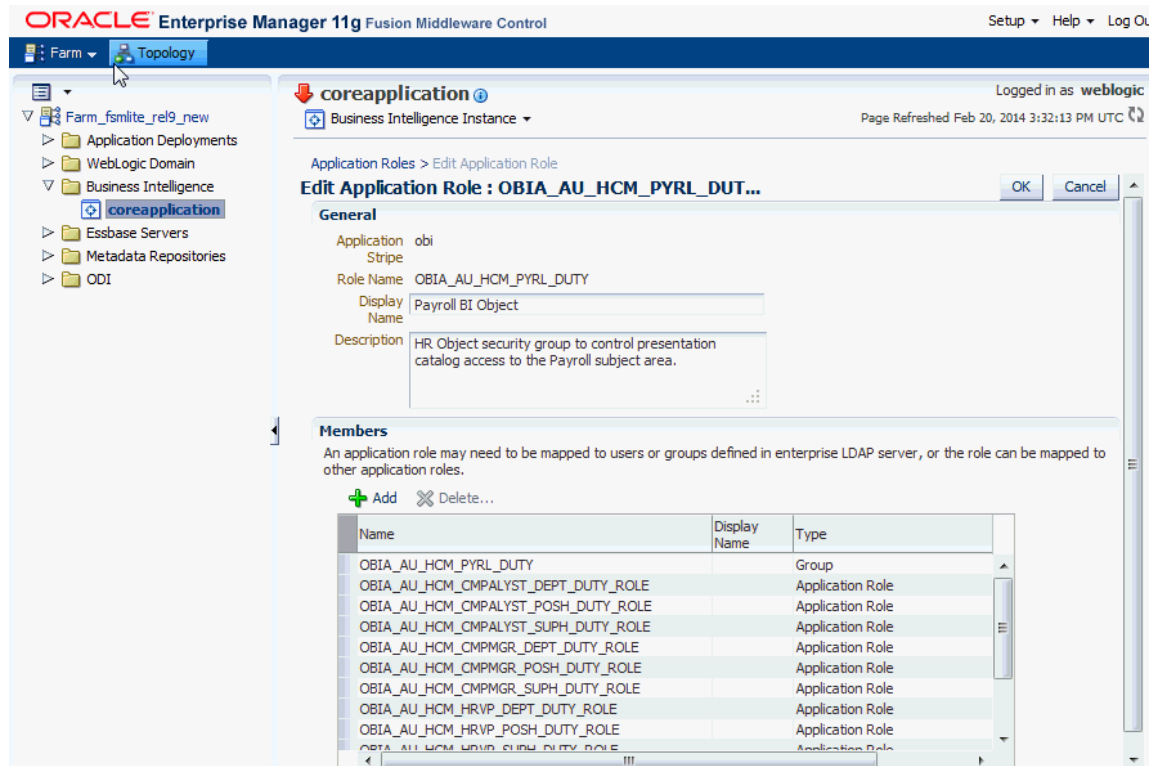 ORACLE Enterprise Manager 11g Fusion Middleware Control
Setup Help Log Ou
Farm Topology
Farm_fsmlite_rel9_new
Application Deployments
WebLogic Domain
Business Intelligence
coreapplication
Essbase Servers
Metadata Repositories
ODI
coreapplication
Logged in as weblogic
Business Intelligence Instance
Page Refreshed Feb 20, 2014 3:32:13 PM UTC
Application Roles > Edit Application Role
Edit Application Role : OBIA_AU_HCM_PYRL_DUT...
OK Cancel
General
Application Stripe obi
Role Name OBIA_AU_HCM_PYRL_DUTY
Display Name Payroll BI Object
Description HR Object security group to control presentation
catalog access to the Payroll subject area.
Members
An application role may need to be mapped to users or groups defined in enterprise LDAP server, or the role can be mapped to
other application roles.
Add Delete...
Name Display Name Type
OBIA_AU_HCM_PYRL_DUTY Group
OBIA_AU_HCM_CMPALYST_DEPT_DUTY_ROLE Application Role
OBIA_AU_HCM_CMPALYST_POSH_DUTY_ROLE Application Role
OBIA_AU_HCM_CMPALYST_SUPH_DUTY_ROLE Application Role
OBIA_AU_HCM_CMPMGR_DEPT_DUTY_ROLE Application Role
OBIA_AU_HCM_CMPMGR_POSH_DUTY_ROLE Application Role
OBIA_AU_HCM_CMPMGR_SUPH_DUTY_ROLE Application Role
OBIA_AU_HCM_HRVP_DEPT_DUTY_ROLE Application Role
OBIA_AU_HCM_HRVP_POSH_DUTY_ROLE Application Role
OBIA_AU_HCM_HRVP_SUPH_DUTY_ROLE Application Role